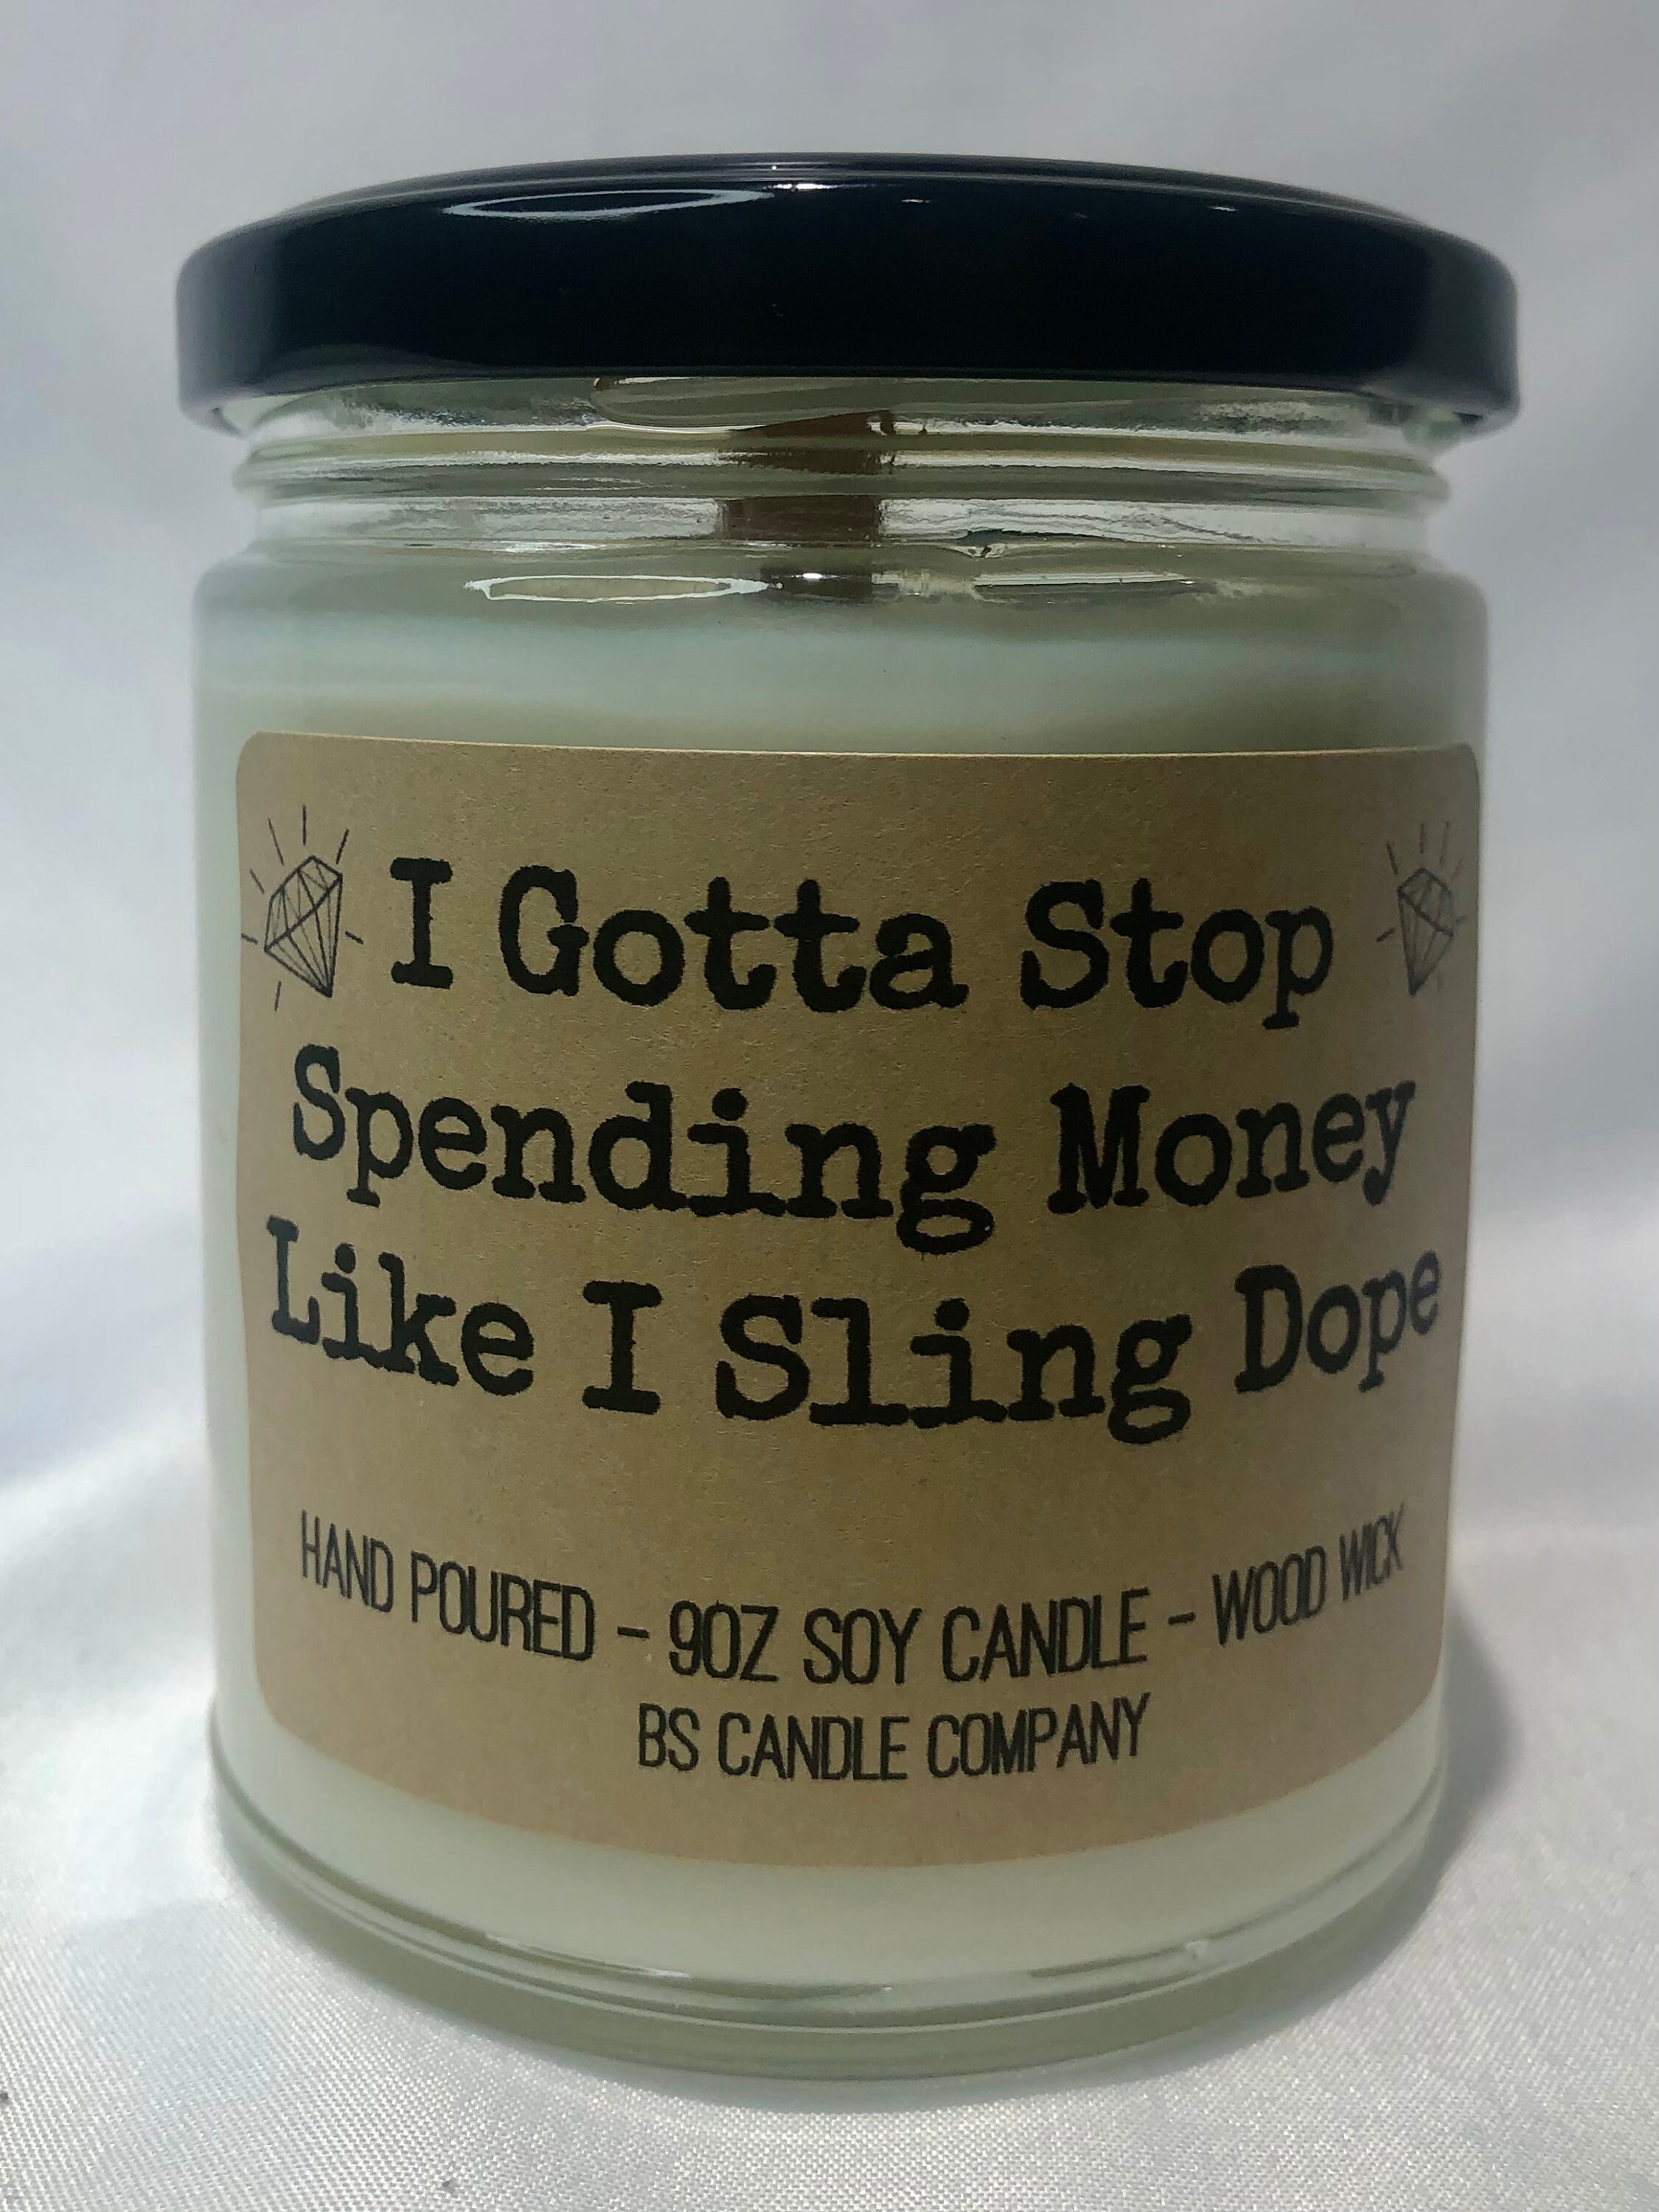 I Gotta Stop
Spending Money
Like I Sling Dope
HAND POURED - 9OZ SOY CANDLE - WOOD WICK
BS CANDLE COMPANY